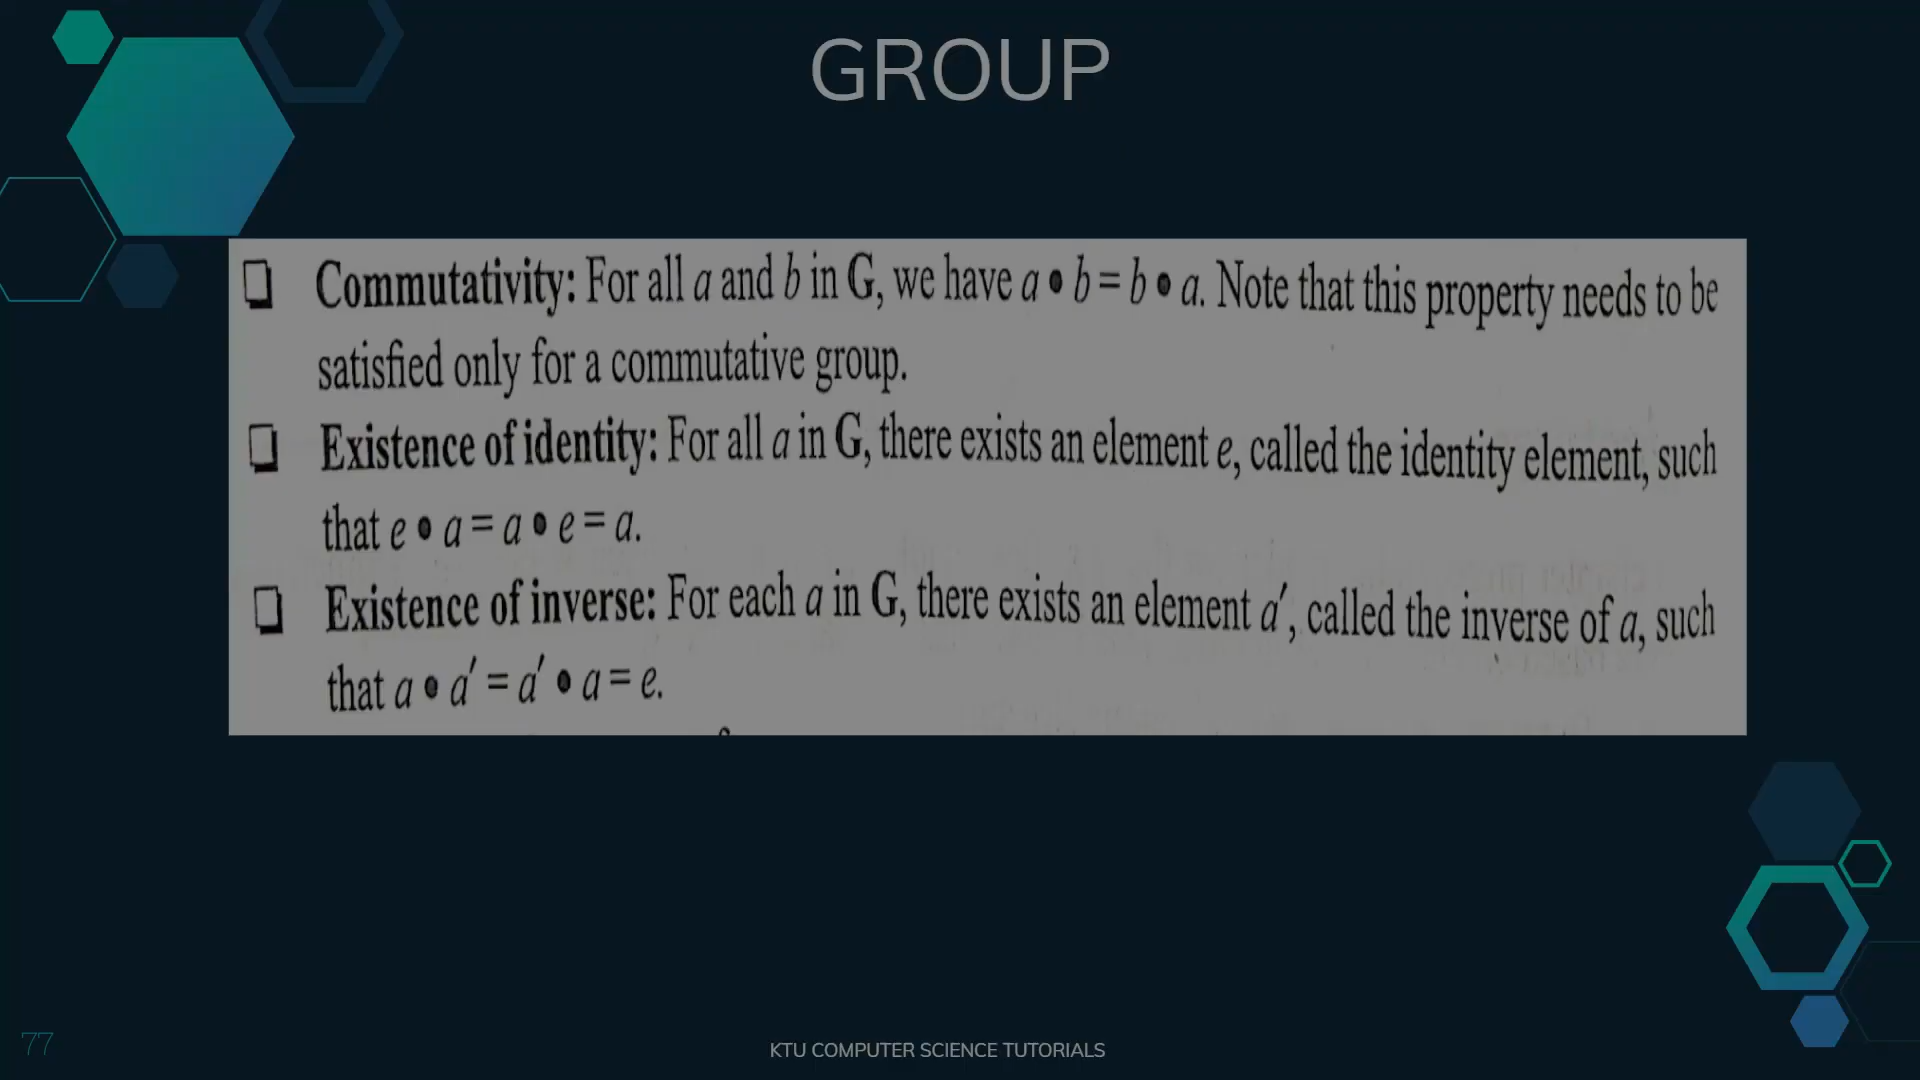 GROUP
❑ Commutativity: For all a and b in G, we have a • b = b • a. Note that this property needs to be
satisfied only for a commutative group.
❑ Existence of identity: For all a in G, there exists an element e, called the identity element, such
that e • a = a • e = a.
❑ Existence of inverse: For each a in G, there exists an element a′, called the inverse of a, such
that a • a′ = a′ • a = e.
77
KTU COMPUTER SCIENCE TUTORIALS